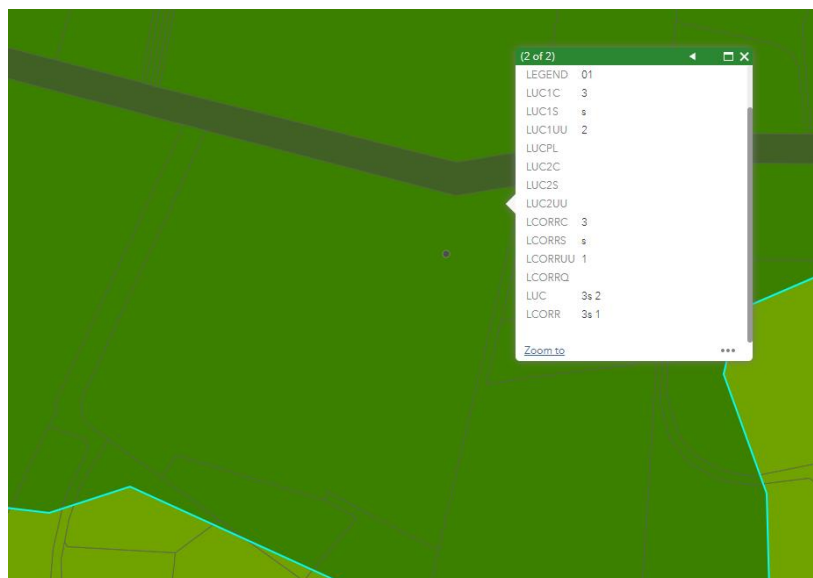 (2 of 2)
LEGEND 01
LUC1C 3
LUC1S s
LUC1UU 2
LUCPL
LUC2C
LUC2S
LUC2UU
LCORRC 3
LCORRS s
LCORRUU 1
LCORRQ
LUC 3s 2
LCORR 3s 1
Zoom to